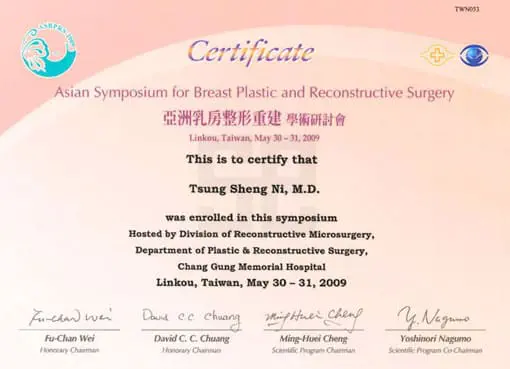 TWN053
ASBPRS 2009
Certificate
Asian Symposium for Breast Plastic and Reconstructive Surgery
亞洲乳房整形重建 學術研討會
Linkou, Taiwan, May 30 – 31, 2009
This is to certify that
Tsung Sheng Ni, M.D.
was enrolled in this symposium
Hosted by Division of Reconstructive Microsurgery,
Department of Plastic & Reconstructive Surgery,
Chang Gung Memorial Hospital
Linkou, Taiwan, May 30 – 31, 2009
Fu-chan Wei David C.C. Chuang Ming-Huei Cheng Y. Nagumo
Fu-Chan Wei David C. C. Chuang Ming-Huei Cheng Yoshinori Nagumo
Honorary Chairman Honorary Chairman Scientific Program Chairman Scientific Program Co-Chairman